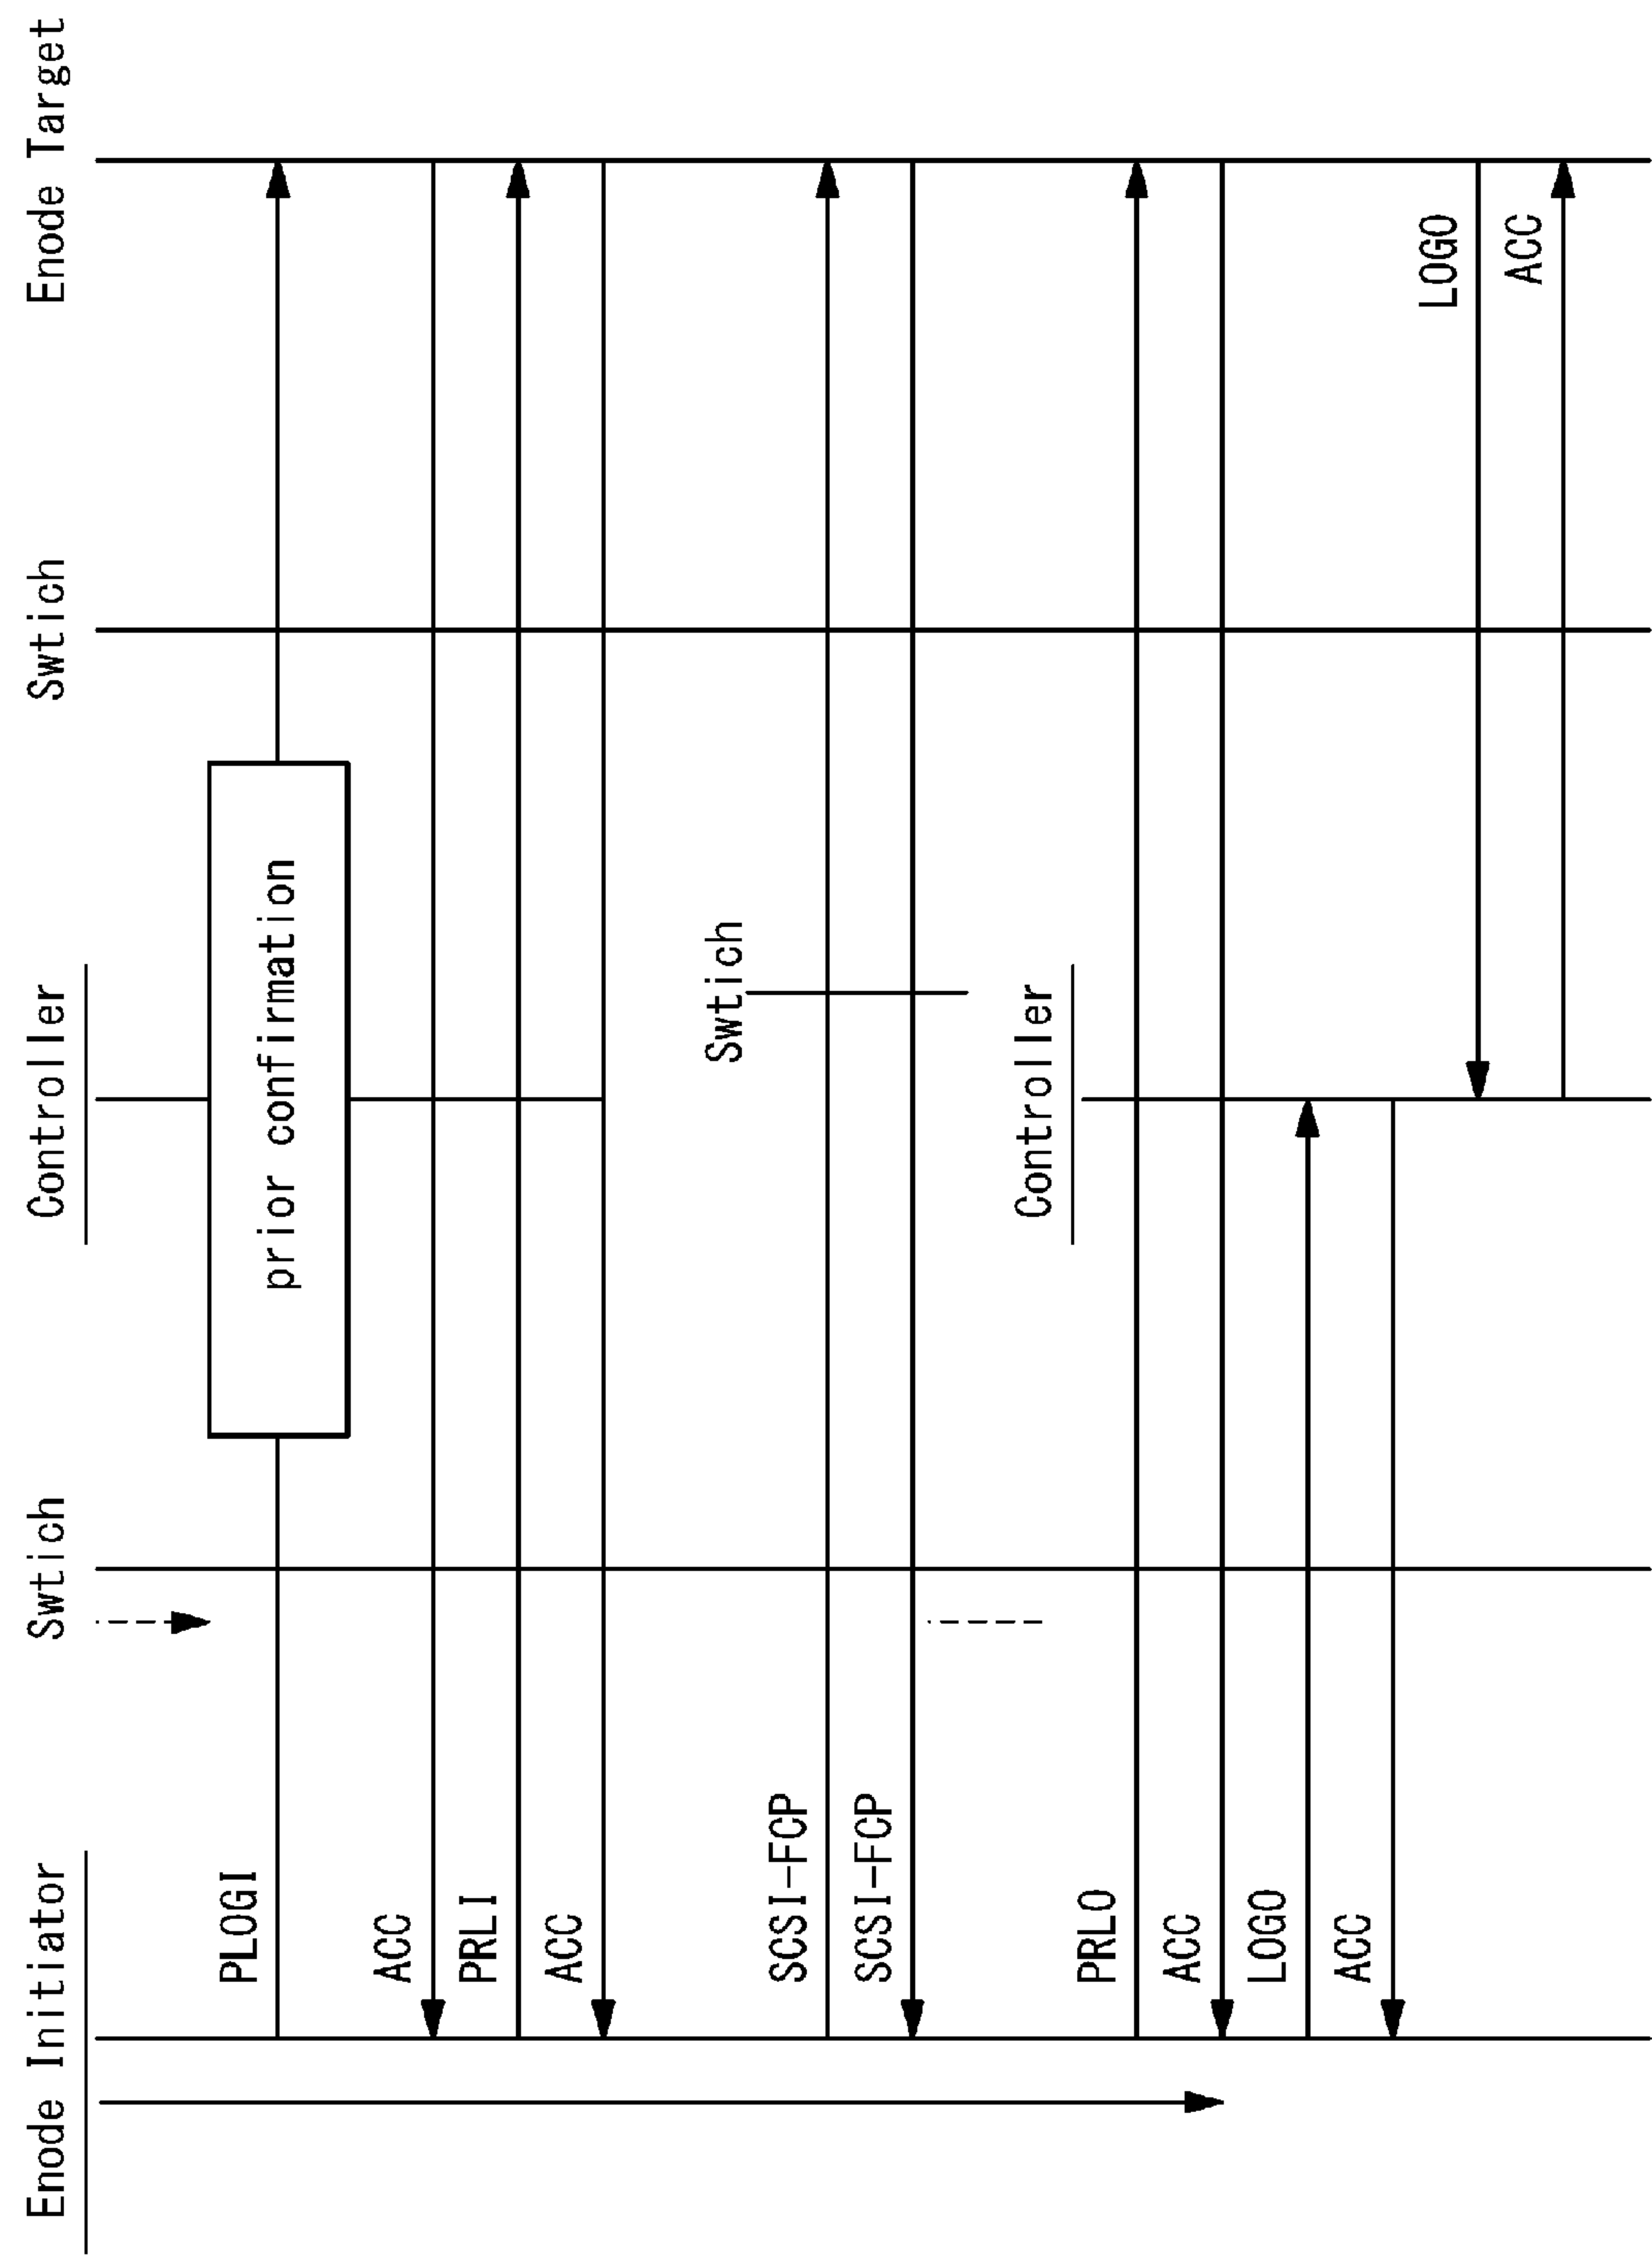 Enode Initiator
Swtich
Controller
Swtich
Enode Target
PLOGI
prior confirmation
ACC
PRLI
ACC
Swtich
SCSI-FCP
SCSI-FCP
Controller
PRLO
ACC
LOGO
ACC
LOGO
ACC